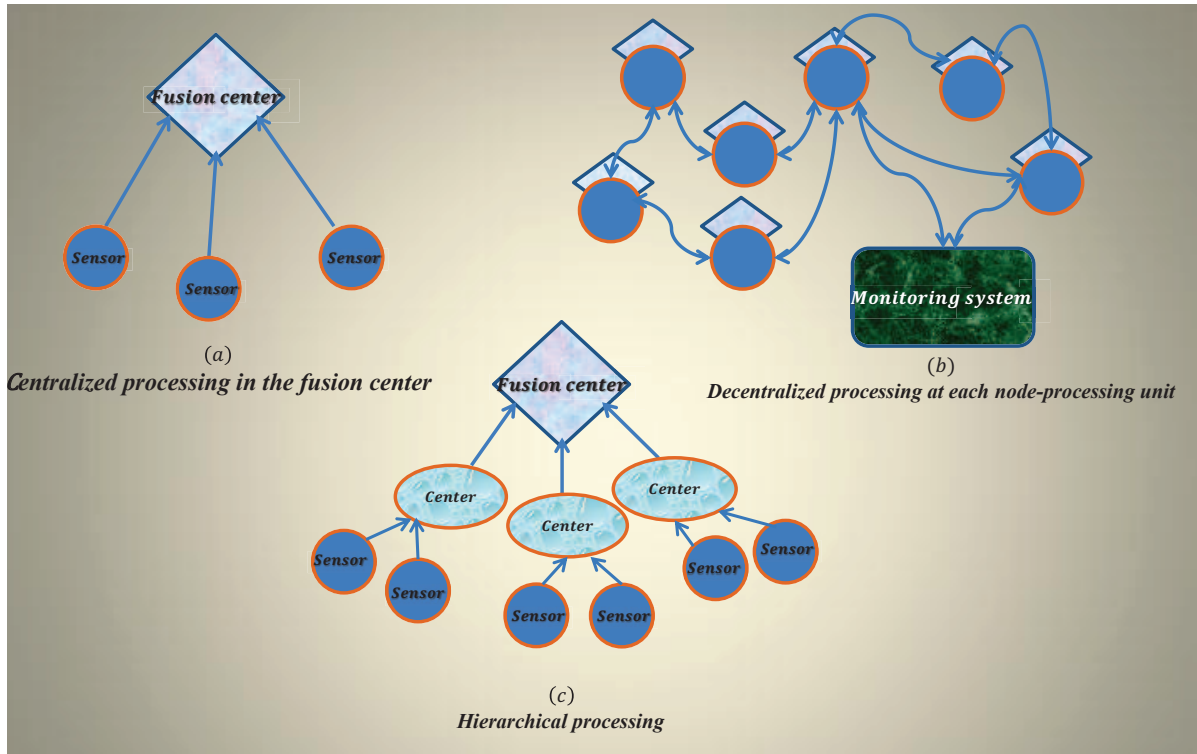 Fusion center
Sensor
Sensor
Sensor
(a)
Centralized processing in the fusion center
Monitoring system
(b)
Decentralized processing at each node-processing unit
Fusion center
Center
Center
Center
Sensor
Sensor
Sensor
Sensor
Sensor
Sensor
(c)
Hierarchical processing